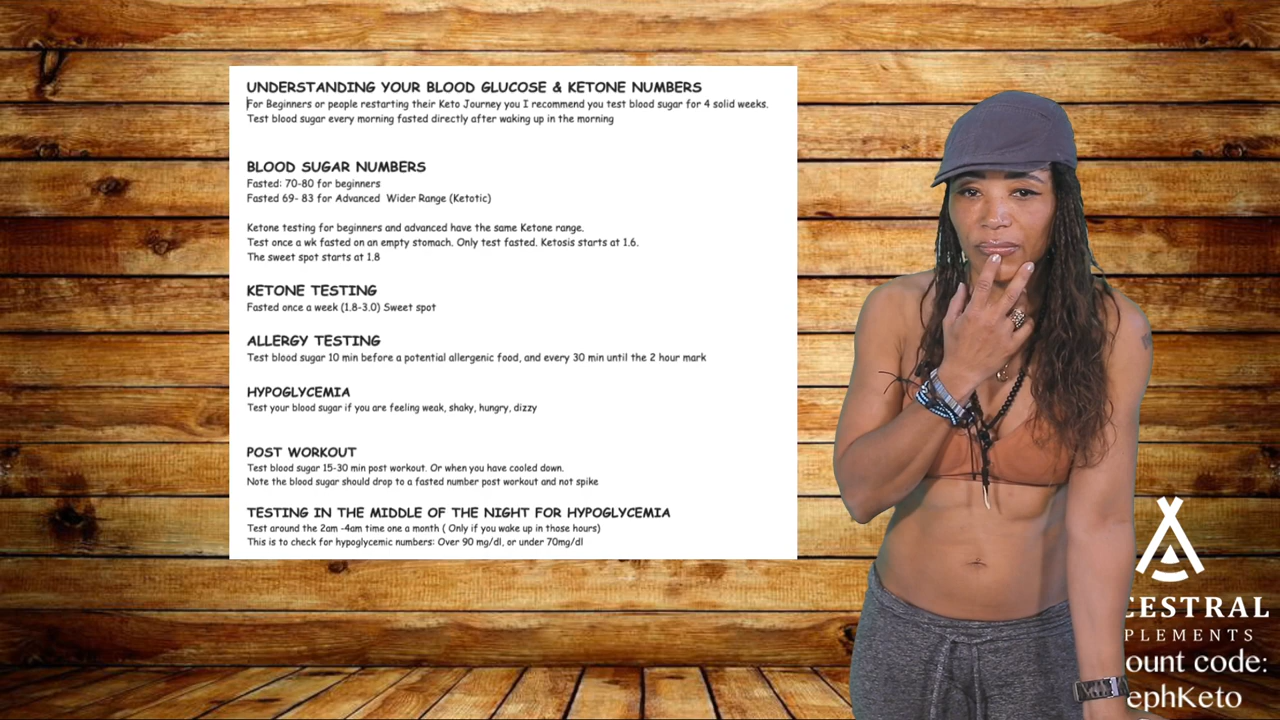 UNDERSTANDING YOUR BLOOD GLUCOSE & KETONE NUMBERS
For Beginners or people restarting their Keto Journey you I recommend you test blood sugar for 4 solid weeks.
Test blood sugar every morning fasted directly after waking up in the morning
BLOOD SUGAR NUMBERS
Fasted: 70-80 for beginners
Fasted 69- 83 for Advanced Wider Range (Ketotic)
Ketone testing for beginners and advanced have the same Ketone range.
Test once a wk fasted on an empty stomach. Only test fasted. Ketosis starts at 1.6.
The sweet spot starts at 1.8
KETONE TESTING
Fasted once a week (1.8-3.0) Sweet spot
ALLERGY TESTING
Test blood sugar 10 min before a potential allergenic food, and every 30 min until the 2 hour mark
HYPOGLYCEMIA
Test your blood sugar if you are feeling weak, shaky, hungry, dizzy
POST WORKOUT
Test blood sugar 15-30 min post workout. Or when you have cooled down.
Note the blood sugar should drop to a fasted number post workout and not spike
TESTING IN THE MIDDLE OF THE NIGHT FOR HYPOGLYCEMIA
Test around the 2am -4am time one a month ( Only if you wake up in those hours)
This is to check for hypoglycemic numbers: Over 90 mg/dl, or under 70mg/dl
CESTRAL
PLEMENTS
ount code:
ephKeto